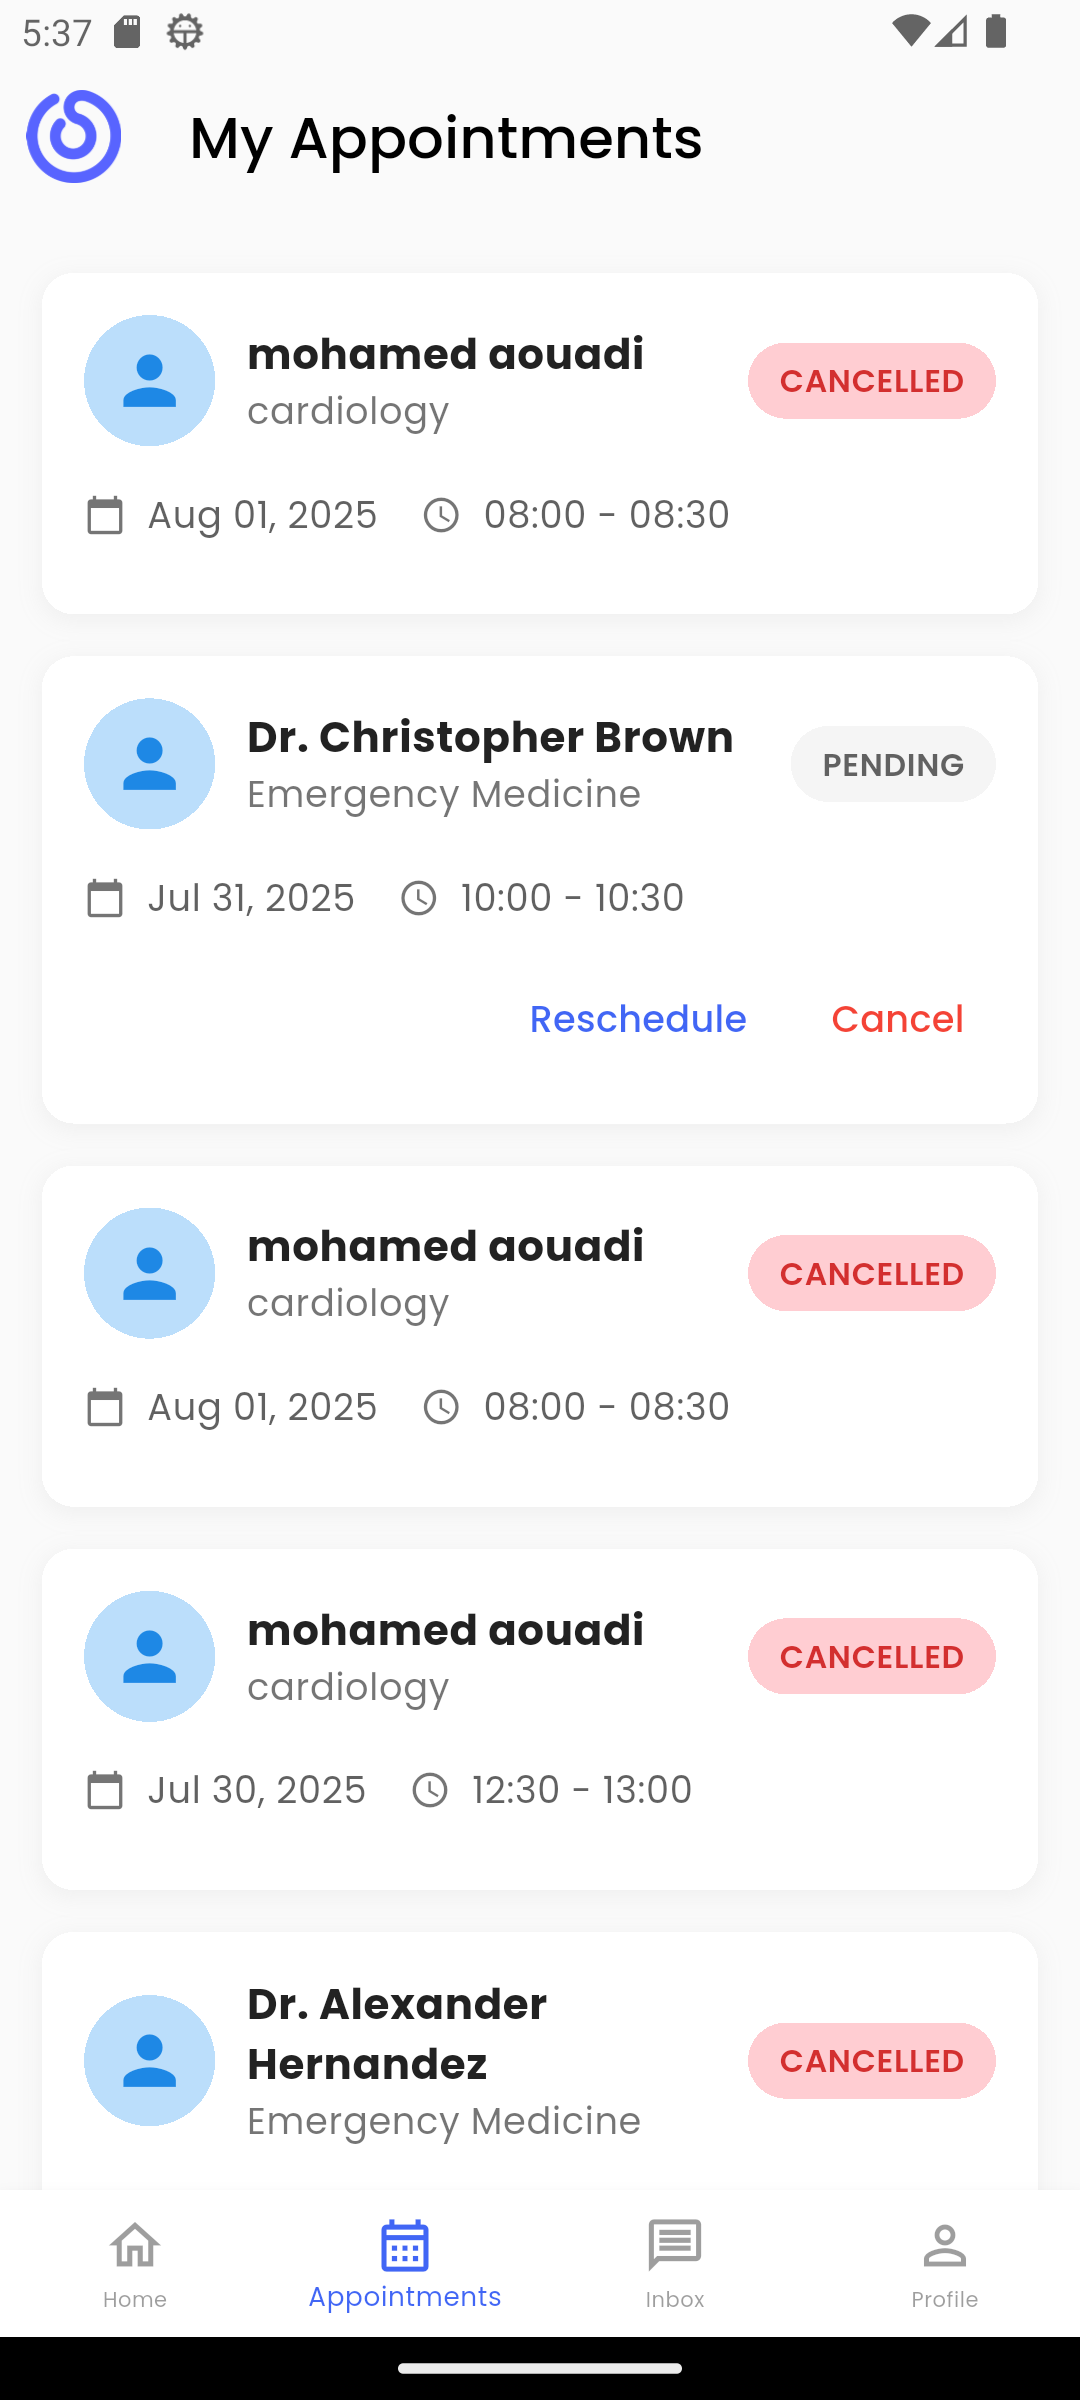 5:37
My Appointments
mohamed aouadi
cardiology
CANCELLED
Aug 01, 2025 08:00 - 08:30
Dr. Christopher Brown
Emergency Medicine
PENDING
Jul 31, 2025 10:00 - 10:30
Reschedule Cancel
mohamed aouadi
cardiology
CANCELLED
Aug 01, 2025 08:00 - 08:30
mohamed aouadi
cardiology
CANCELLED
Jul 30, 2025 12:30 - 13:00
Dr. Alexander
Hernandez
Emergency Medicine
CANCELLED
Home Appointments Inbox Profile